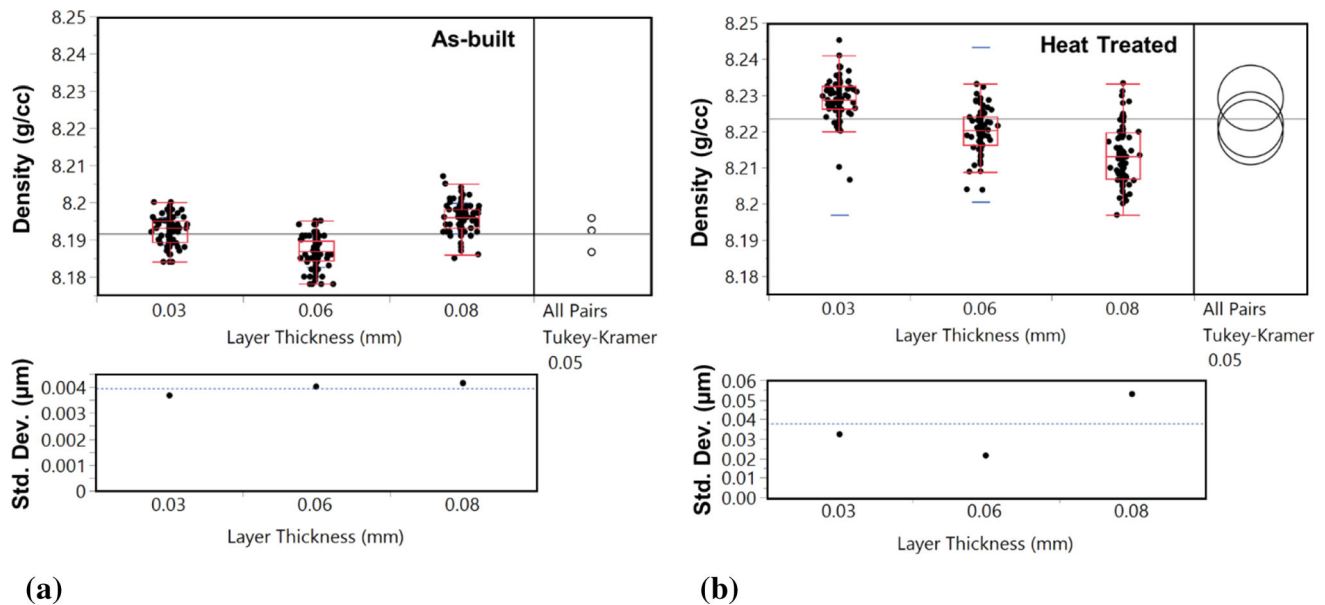 As-built
Density (g/cc)
8.25
8.24
8.23
8.22
8.21
8.2
8.19
8.18
0.03 0.06 0.08 All Pairs
Layer Thickness (mm) Tukey-Kramer
0.05
Std. Dev. (µm)
0.004
0.003
0.002
0.001
0
0.03 0.06 0.08
Layer Thickness (mm)
(a)
Heat Treated
Density (g/cc)
8.25
8.24
8.23
8.22
8.21
8.2
8.19
8.18
0.03 0.06 0.08 All Pairs
Layer Thickness (mm) Tukey-Kramer
0.05
Std. Dev. (µm)
0.06
0.05
0.04
0.03
0.02
0.01
0.00
0.03 0.06 0.08
Layer Thickness (mm)
(b)